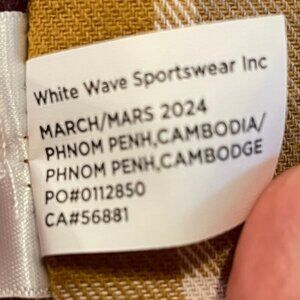 White Wave Sportswear Inc
MARCH/MARS 2024
PHNOM PENH,CAMBODIA/
PHNOM PENH,CAMBODGE
PO#0112850
CA#56881